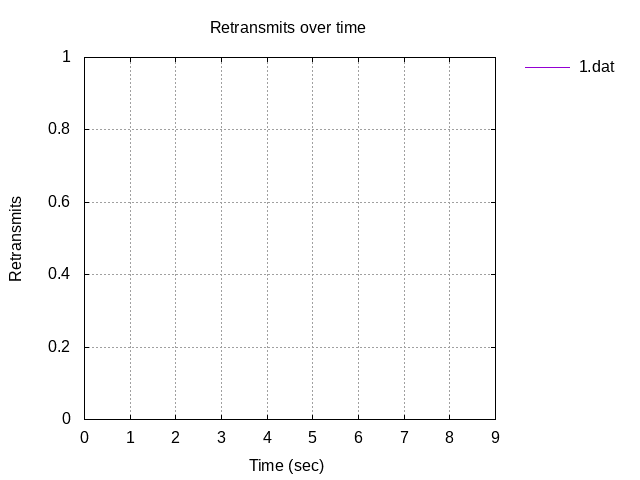 Retransmits over time
1.dat
Retransmits
1
0.8
0.6
0.4
0.2
0
0 1 2 3 4 5 6 7 8 9
Time (sec)